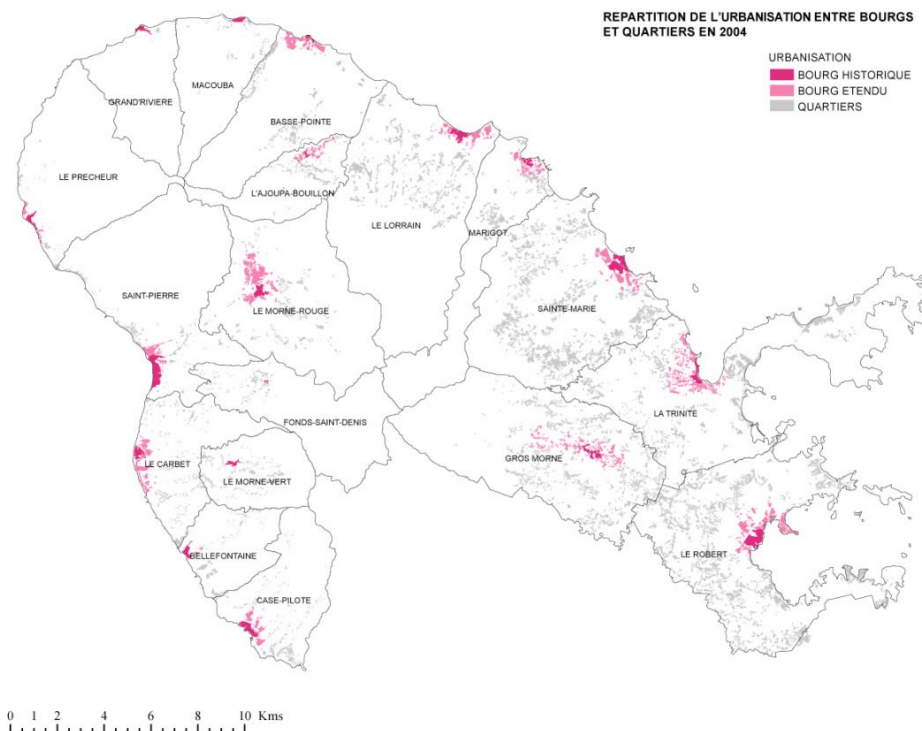 REPARTITION DE L'URBANISATION ENTRE BOURGS
ET QUARTIERS EN 2004
URBANISATION
BOURG HISTORIQUE
BOURG ETENDU
QUARTIERS
MACOUBA
GRAND'RIVIERE
BASSE-POINTE
LE PRECHEUR
L'AJOUPA-BOUILLON
LE LORRAIN
MARIGOT
SAINT-PIERRE
LE MORNE-ROUGE
SAINTE-MARIE
LA TRINITE
FONDS-SAINT-DENIS
GROS MORNE
LE CARBET
LE MORNE-VERT
LE ROBERT
BELLEFONTAINE
CASE-PILOTE
0 1 2 4 6 8 10 Kms